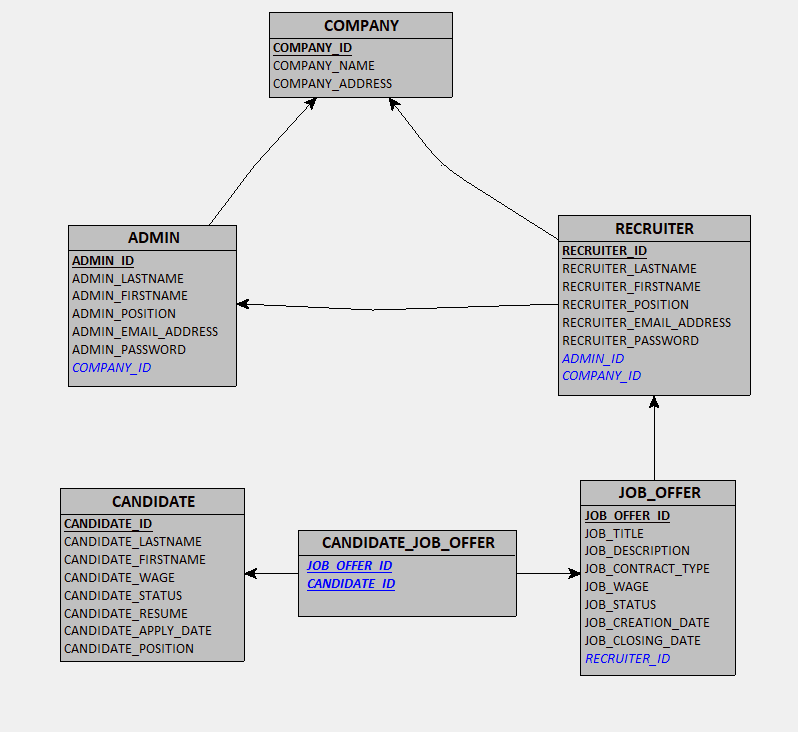 COMPANY
COMPANY_ID
COMPANY_NAME
COMPANY_ADDRESS
ADMIN
ADMIN_ID
ADMIN_LASTNAME
ADMIN_FIRSTNAME
ADMIN_POSITION
ADMIN_EMAIL_ADDRESS
ADMIN_PASSWORD
COMPANY_ID
RECRUITER
RECRUITER_ID
RECRUITER_LASTNAME
RECRUITER_FIRSTNAME
RECRUITER_POSITION
RECRUITER_EMAIL_ADDRESS
RECRUITER_PASSWORD
ADMIN_ID
COMPANY_ID
CANDIDATE
CANDIDATE_ID
CANDIDATE_LASTNAME
CANDIDATE_FIRSTNAME
CANDIDATE_WAGE
CANDIDATE_STATUS
CANDIDATE_RESUME
CANDIDATE_APPLY_DATE
CANDIDATE_POSITION
CANDIDATE_JOB_OFFER
JOB_OFFER_ID
CANDIDATE_ID
JOB_OFFER
JOB_OFFER_ID
JOB_TITLE
JOB_DESCRIPTION
JOB_CONTRACT_TYPE
JOB_WAGE
JOB_STATUS
JOB_CREATION_DATE
JOB_CLOSING_DATE
RECRUITER_ID